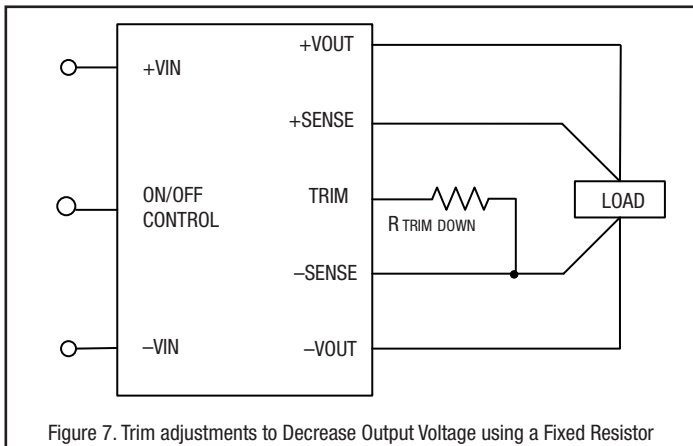 +VOUT
+VIN
+SENSE
ON/OFF
CONTROL
TRIM
R TRIM DOWN
LOAD
–SENSE
–VIN
–VOUT
Figure 7. Trim adjustments to Decrease Output Voltage using a Fixed Resistor